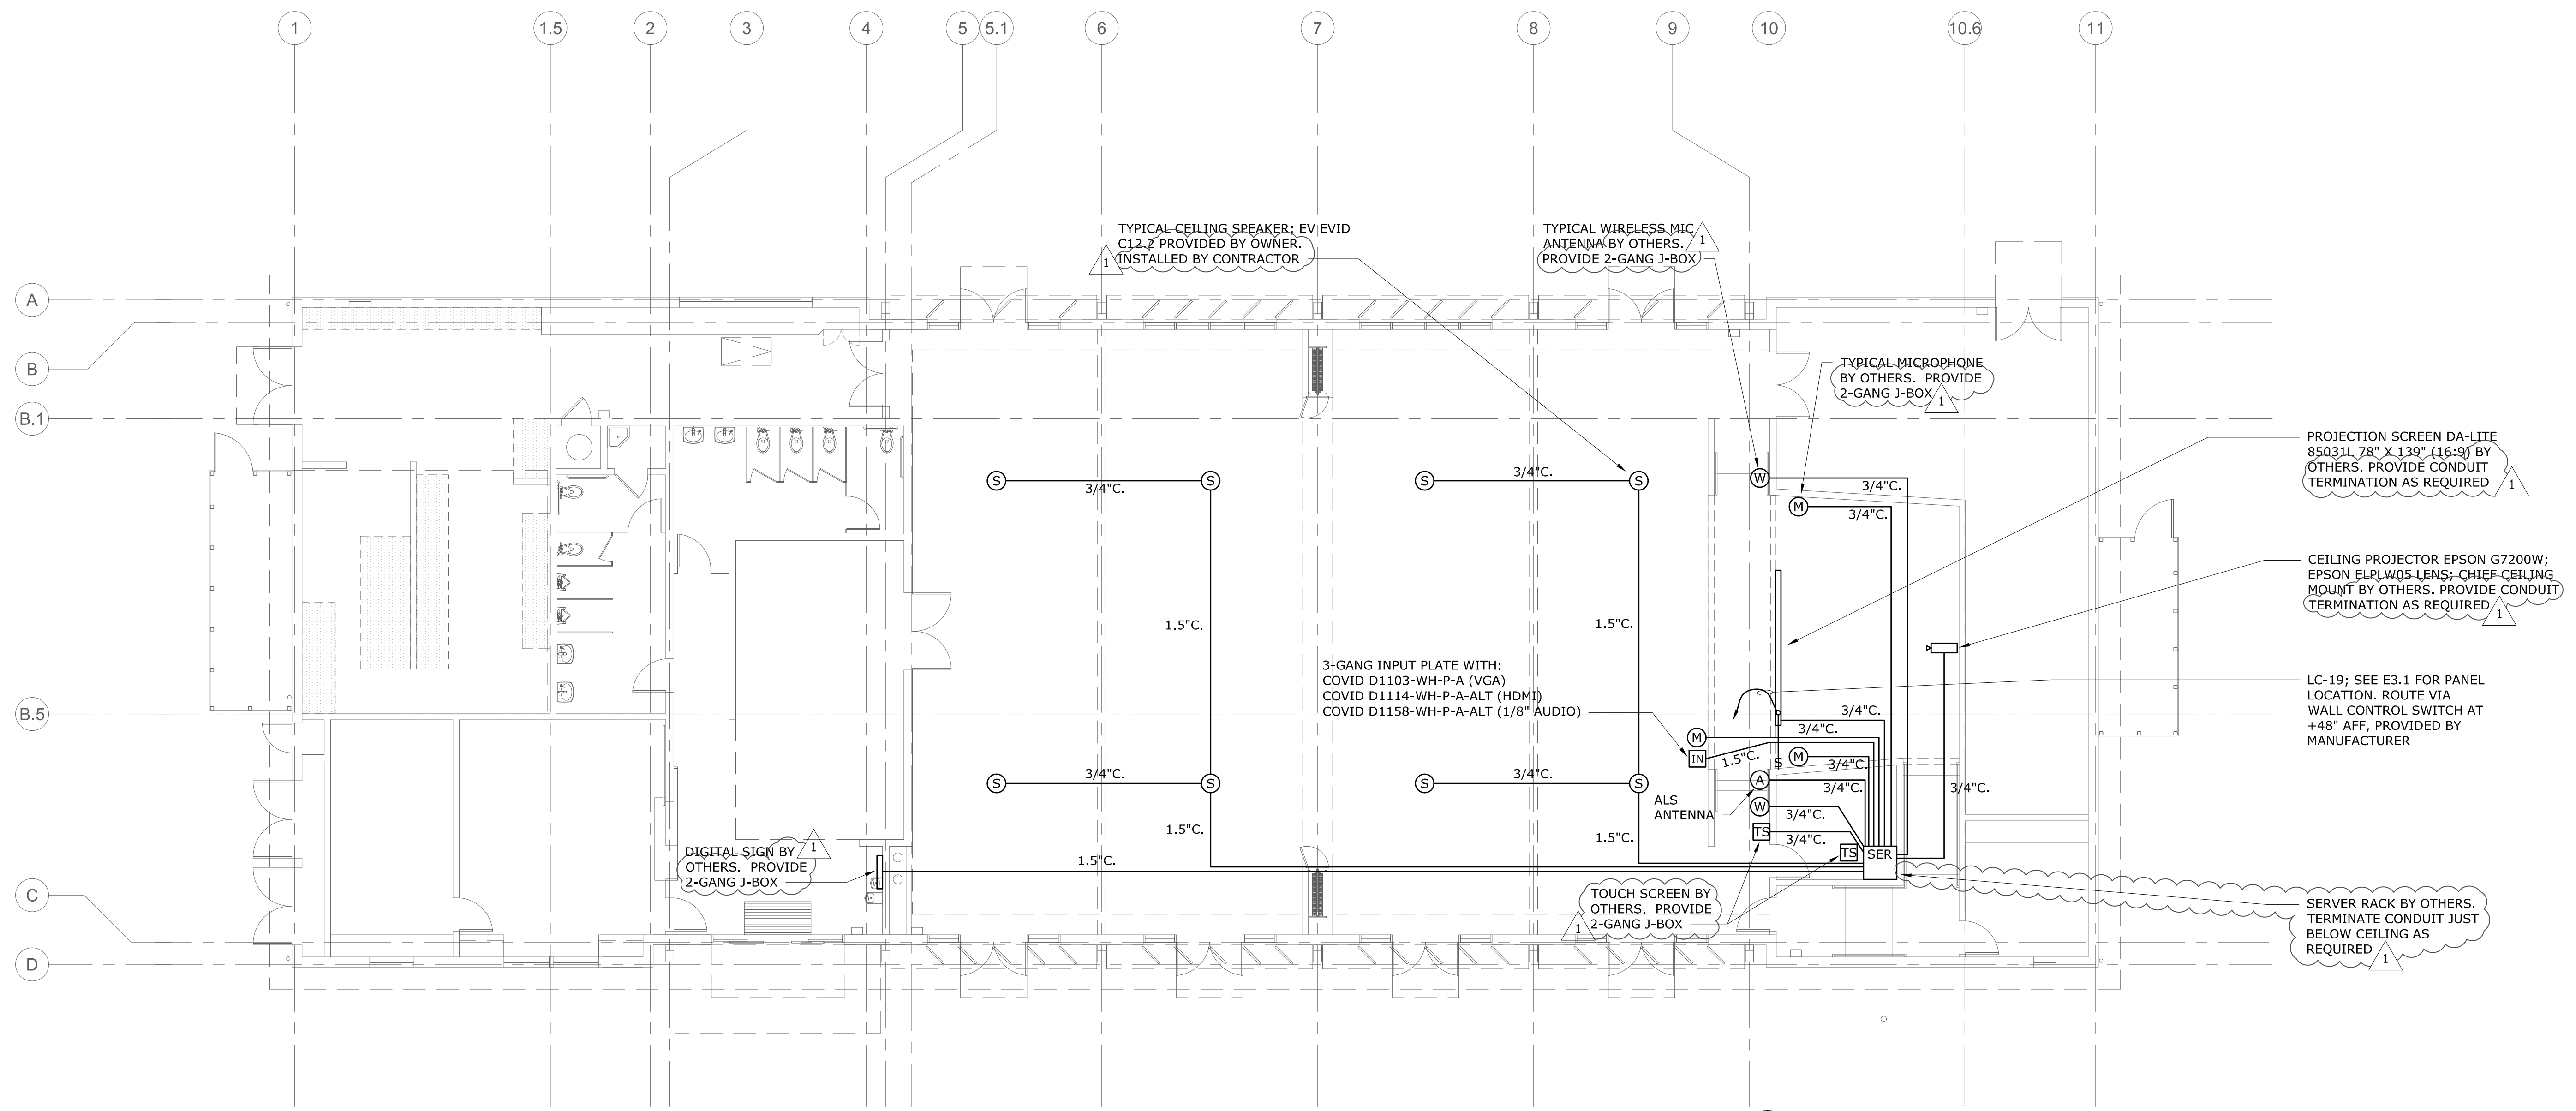 1
1.5
2
3
4
5
5.1
6
7
8
9
10
10.6
11
A
B
B.1
B.5
C
D
TYPICAL CEILING SPEAKER; EV EVID
C12.2 PROVIDED BY OWNER.
INSTALLED BY CONTRACTOR
1
TYPICAL WIRELESS MIC
ANTENNA BY OTHERS.
PROVIDE 2-GANG J-BOX
1
TYPICAL MICROPHONE
BY OTHERS. PROVIDE
2-GANG J-BOX
1
PROJECTION SCREEN DA-LITE
85031L 78" X 139" (16:9) BY
OTHERS. PROVIDE CONDUIT
TERMINATION AS REQUIRED
1
CEILING PROJECTOR EPSON G7200W;
EPSON ELPLW05 LENS; CHIEF CEILING
MOUNT BY OTHERS. PROVIDE CONDUIT
TERMINATION AS REQUIRED
1
LC-19; SEE E3.1 FOR PANEL
LOCATION. ROUTE VIA
WALL CONTROL SWITCH AT
+48" AFF, PROVIDED BY
MANUFACTURER
3-GANG INPUT PLATE WITH:
COVID D1103-WH-P-A (VGA)
COVID D1114-WH-P-A-ALT (HDMI)
COVID D1158-WH-P-A-ALT (1/8" AUDIO)
S
3/4"C.
S
S
3/4"C.
S
W
3/4"C.
M
3/4"C.
1.5"C.
1.5"C.
3/4"C.
M
3/4"C.
IN
1.5"C.
S
M
3/4"C.
S
3/4"C.
S
S
3/4"C.
S
A
3/4"C.
3/4"C.
ALS
ANTENNA
W
3/4"C.
TS
3/4"C.
1.5"C.
1.5"C.
TS
SER
1.5"C.
DIGITAL SIGN BY
OTHERS. PROVIDE
2-GANG J-BOX
1
TOUCH SCREEN BY
OTHERS. PROVIDE
2-GANG J-BOX
1
SERVER RACK BY OTHERS.
TERMINATE CONDUIT JUST
BELOW CEILING AS
REQUIRED
1